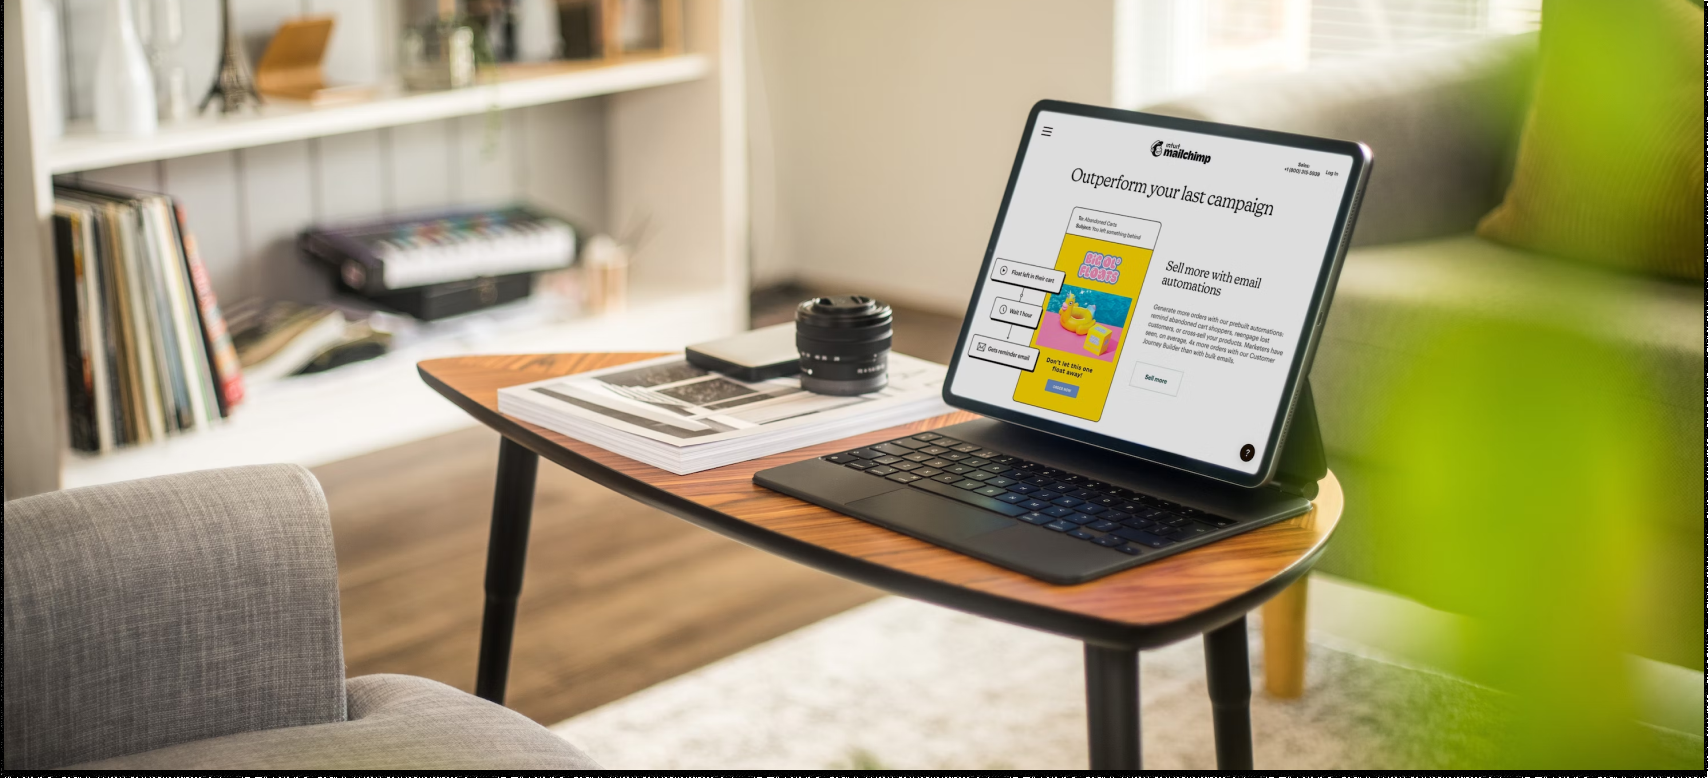 intuit
mailchimp
Sales:
+1 (800) 315-5939
Log In
Outperform your last campaign
To: Abandoned Carts
Subject: You left something behind
BIG OL'
FLOATS
Float left in their cart
Wait 1 hour
Gets reminder email
Don't let this one
float away!
Sell more with email
automations
Generate more orders with our prebuilt automations:
remind abandoned cart shoppers, reengage lost
customers, or cross-sell your products. Marketers have
seen, on average, 4x more orders with our Customer
Journey Builder than with bulk emails.
Sell more
?